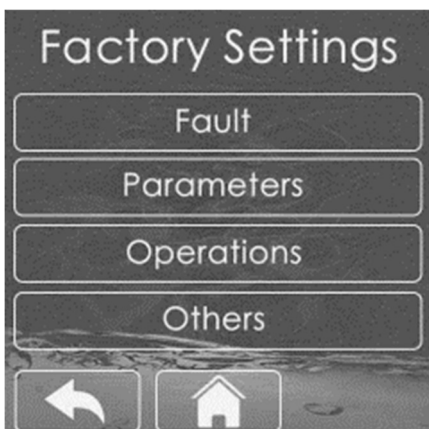 Factory Settings
Fault
Parameters
Operations
Others